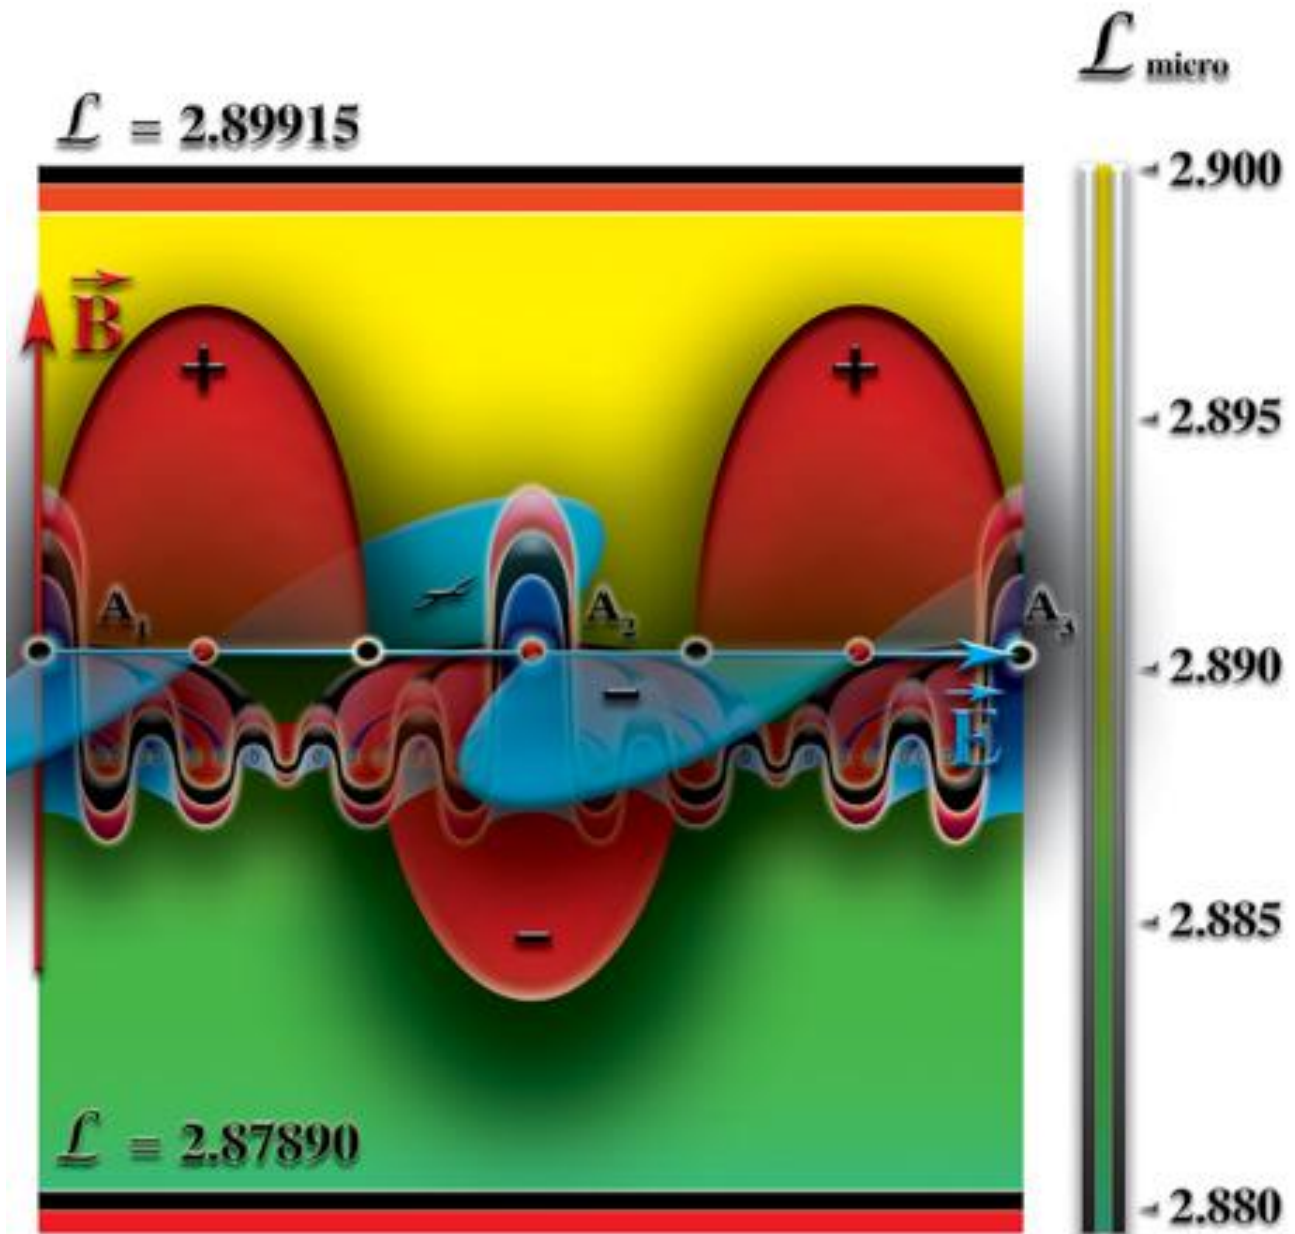 ℒ micro
ℒ = 2.89915
2.900
B
+ +
2.895
A1 A2 A3
+
2.890
−
E
2.885
−
ℒ = 2.87890
2.880